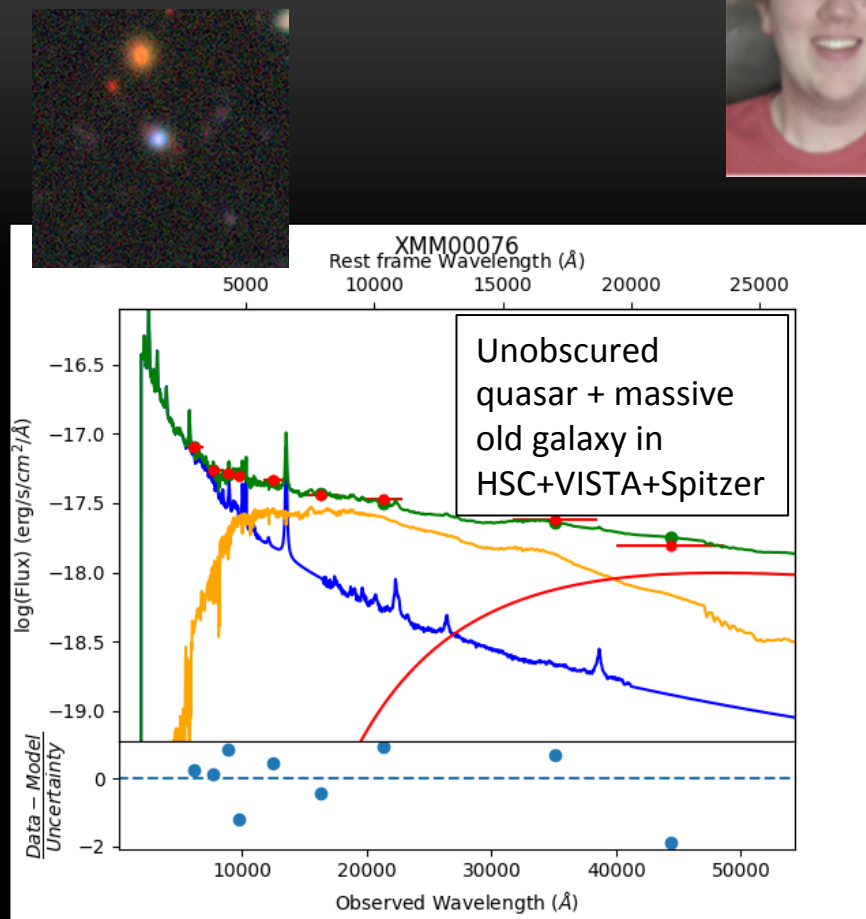 XMM00076
Rest frame Wavelength (Å)
5000 10000 15000 20000 25000
Unobscured
quasar + massive
old galaxy in
HSC+VISTA+Spitzer
log(Flux) (erg/s/cm²/Å)
−16.5
−17.0
−17.5
−18.0
−18.5
−19.0
Data − Model
Uncertainty
0
−2
10000 20000 30000 40000 50000
Observed Wavelength (Å)